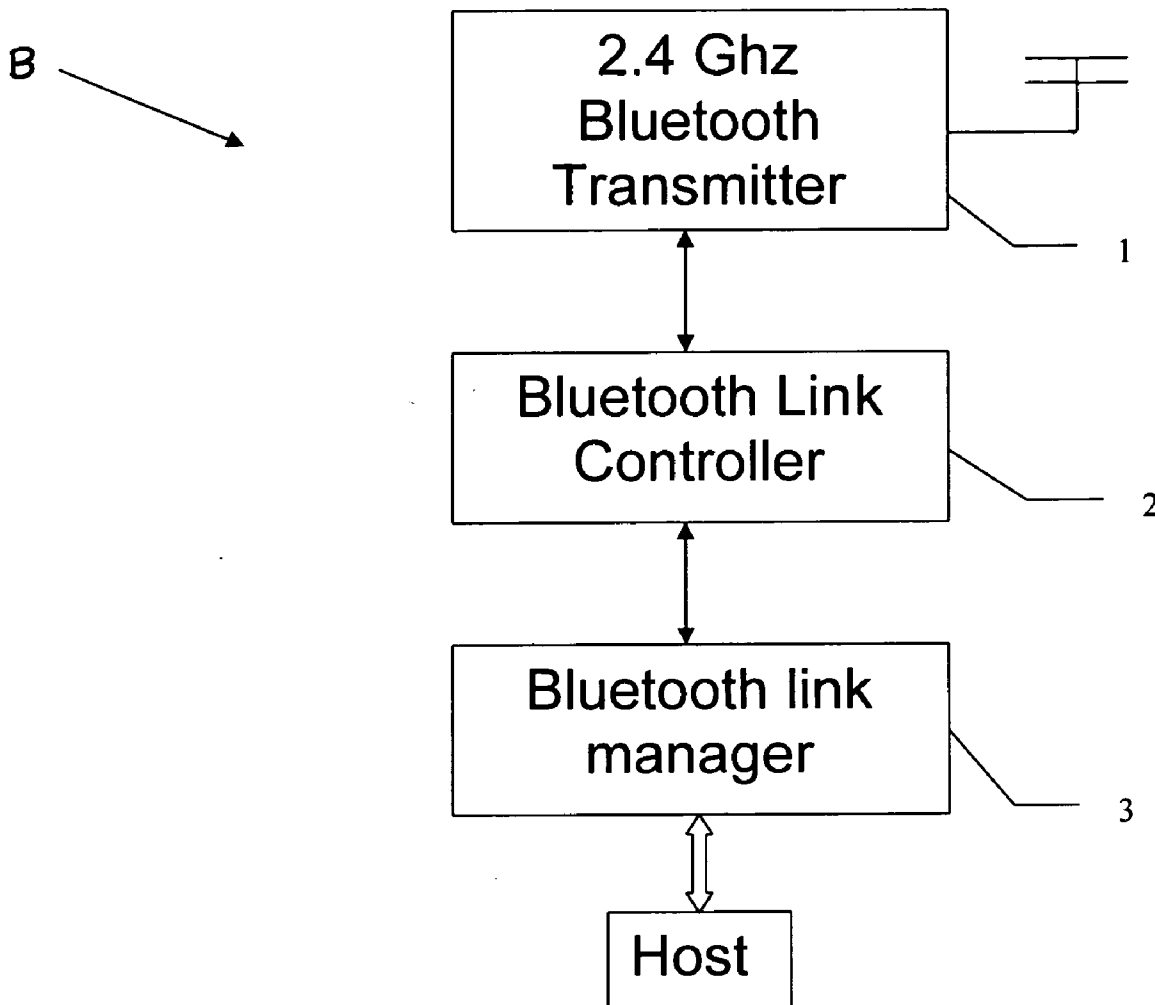 B
2.4 Ghz
Bluetooth
Transmitter
1
Bluetooth Link
Controller
2
Bluetooth link
manager
3
Host